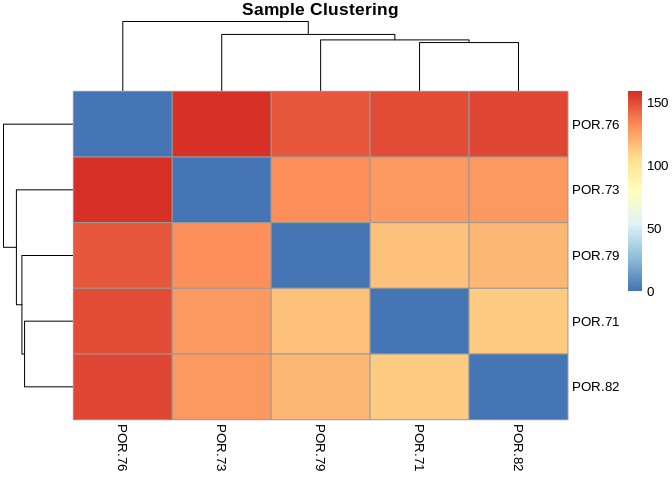 Sample Clustering
POR.76
POR.73
POR.79
POR.71
POR.82
150
100
50
0
POR.76
POR.73
POR.79
POR.71
POR.82